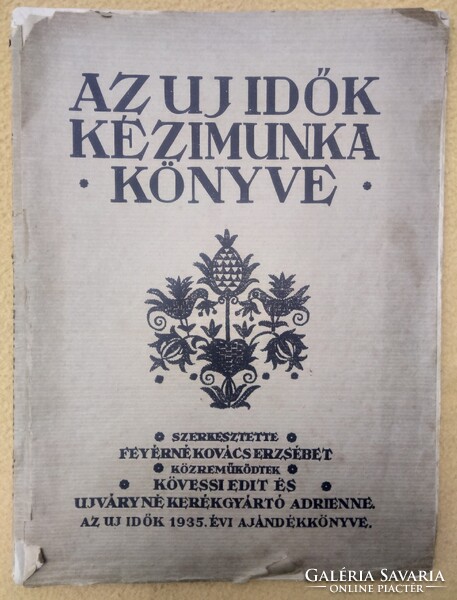 AZ UJ IDŐK
KÉZIMUNKA
· KÖNYVE ·
SZERKESZTETTE
FEYÉRNÉ KOVÁCS ERZSÉBET
KÖZREMŰKÖDTEK
KÖVESSI EDIT ÉS
UJVÁRYNÉ KERÉKGYÁRTÓ ADRIENNE.
AZ UJ IDŐK 1935. ÉVI AJÁNDÉKKÖNYVE.
GALÉRIA SAVARIA
ONLINE PIACTÉR